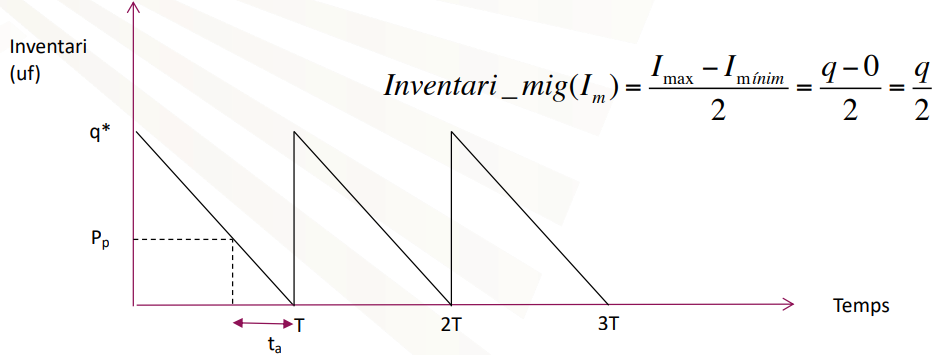 Inventari
(uf)
Inventari_mig(I_m) = (I_max − I_mínim)/2 = (q − 0)/2 = q/2
q*
P_p
T
2T
3T
Temps
t_a